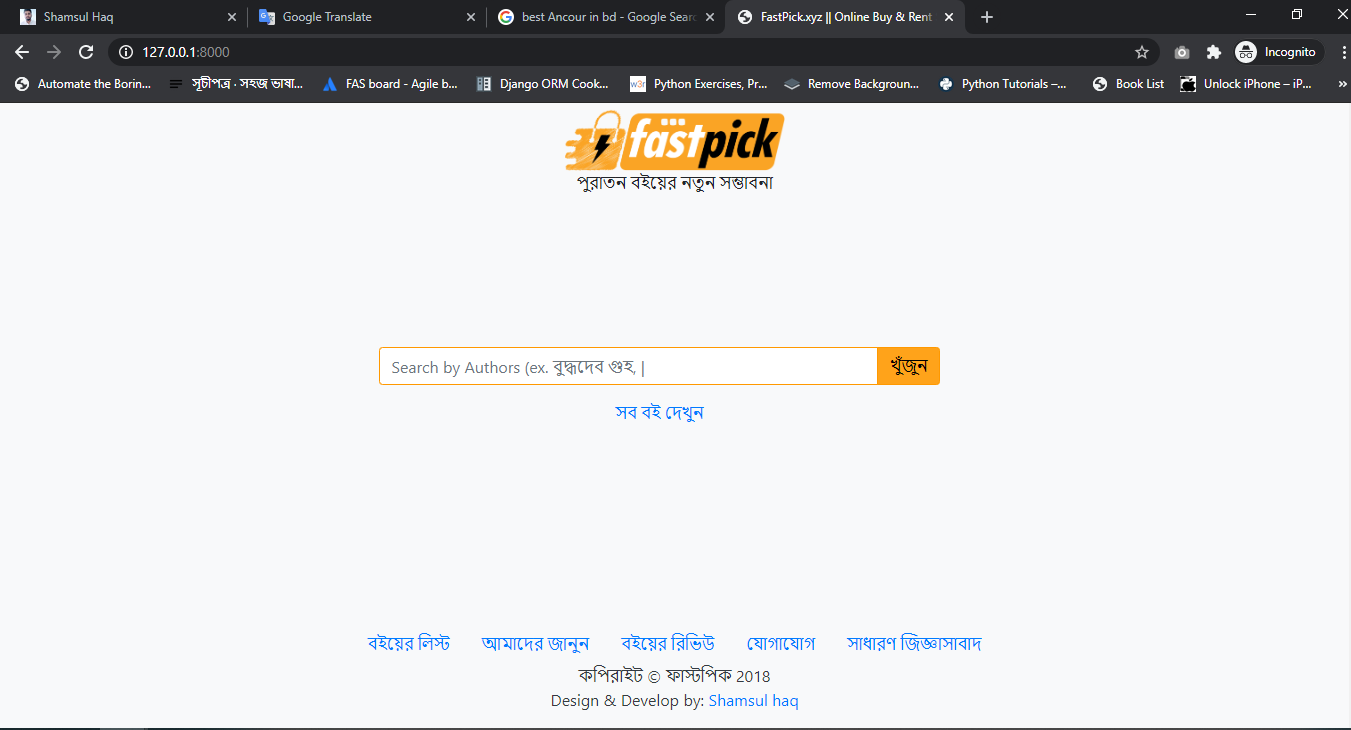 Shamsul Haq
Google Translate
best Ancour in bd - Google Searc
FastPick.xyz || Online Buy & Rent
127.0.0.1:8000
Incognito
Automate the Borin...
সূচীপত্র · সহজ ভাষা...
FAS board - Agile b...
Django ORM Cook...
w3r
Python Exercises, Pr...
Remove Backgroun...
Python Tutorials –...
Book List
Unlock iPhone – iP...
»
fastpick
পুরাতন বইয়ের নতুন সম্ভাবনা
Search by Authors (ex. বুদ্ধদেব গুহ, |
খুঁজুন
সব বই দেখুন
বইয়ের লিস্ট আমাদের জানুন বইয়ের রিভিউ যোগাযোগ সাধারণ জিজ্ঞাসাবাদ
কপিরাইট © ফাস্টপিক 2018
Design & Develop by: Shamsul haq